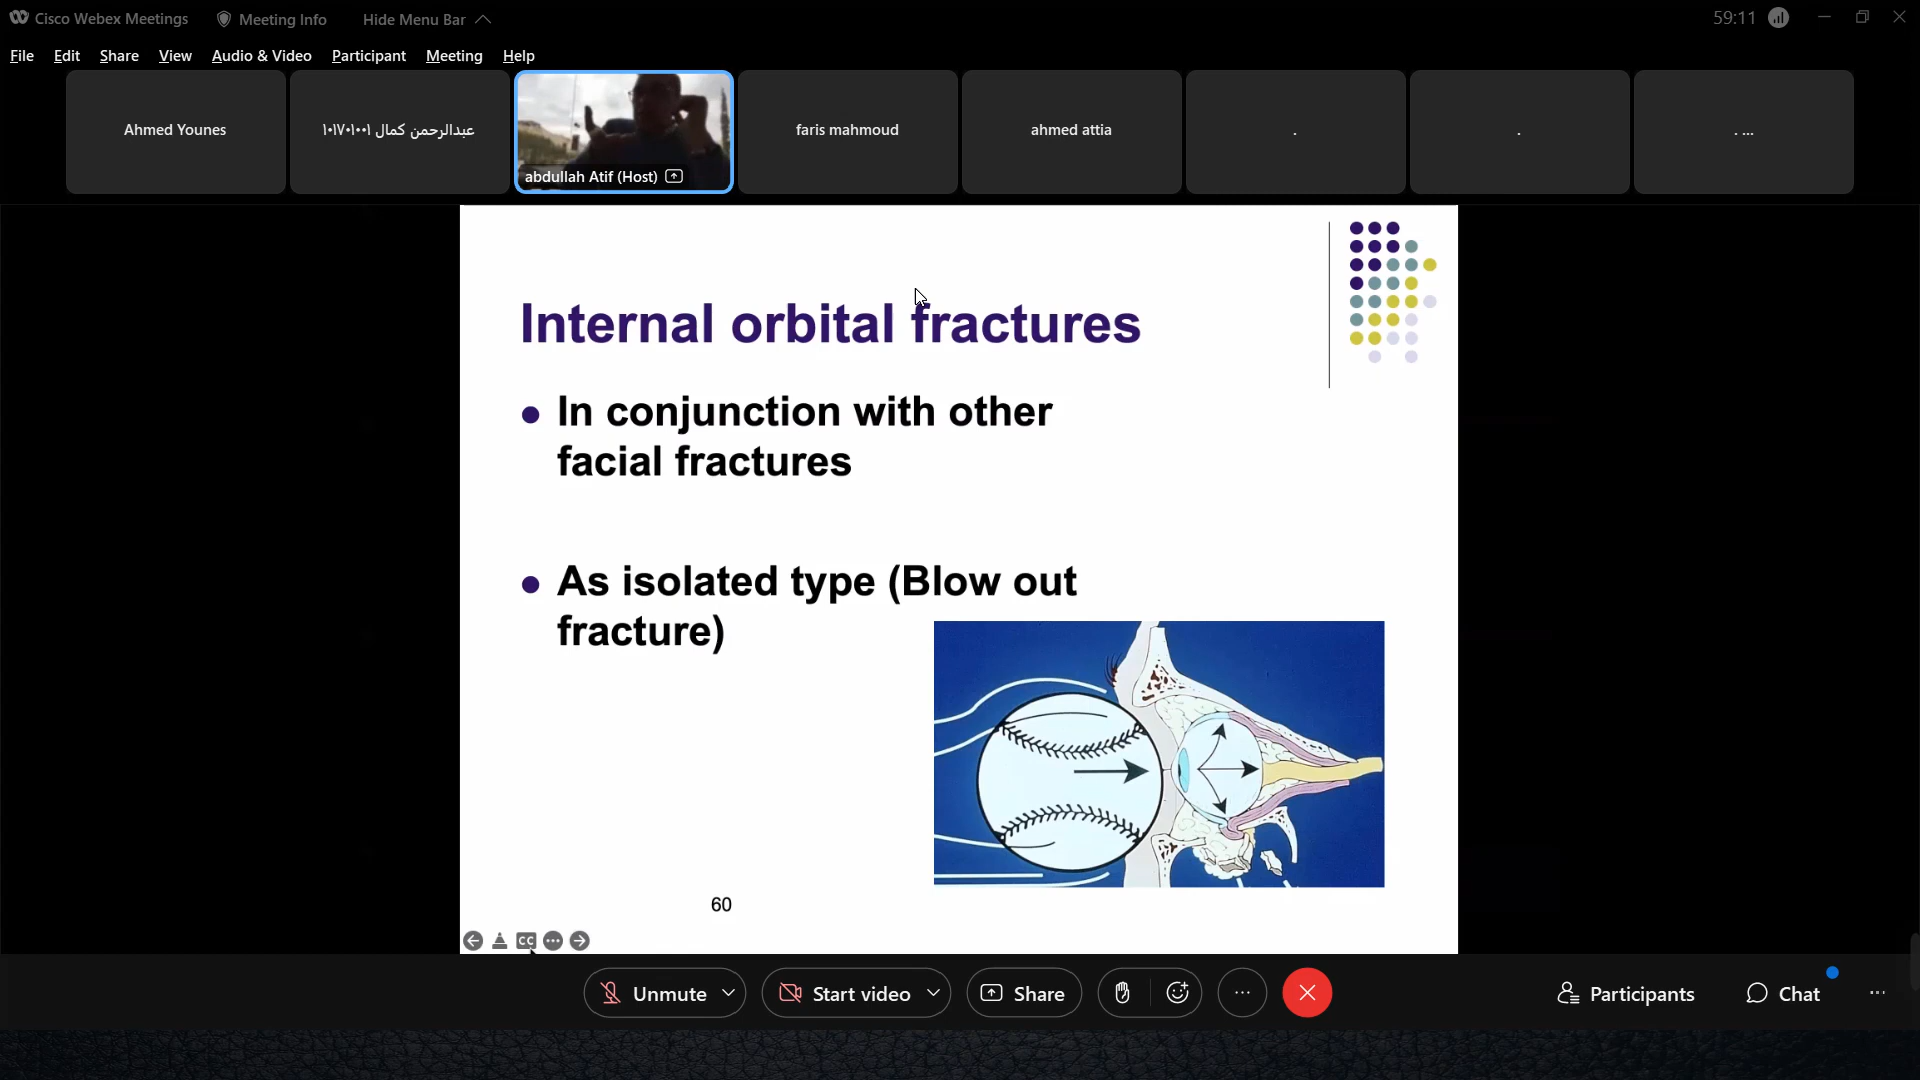 Cisco Webex Meetings
Meeting Info
Hide Menu Bar
59:11
File Edit Share View Audio & Video Participant Meeting Help
Ahmed Younes
عبدالرحمن كمال ١٠١٧٠١٠٠١
abdullah Atif (Host)
faris mahmoud
ahmed attia
.
.
. ...
Internal orbital fractures
In conjunction with other
facial fractures
As isolated type (Blow out
fracture)
60
CC
Unmute
Start video
Share
Participants
Chat